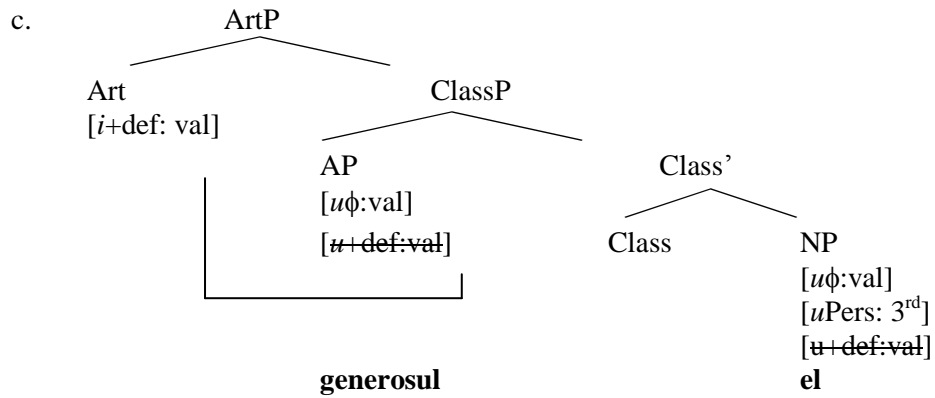 c. ArtP
Art ClassP
[i+def: val]
AP Class’
[uϕ:val]
[u+def:val] Class NP
[uϕ:val]
[uPers: 3rd]
[u+def:val]
generosul el